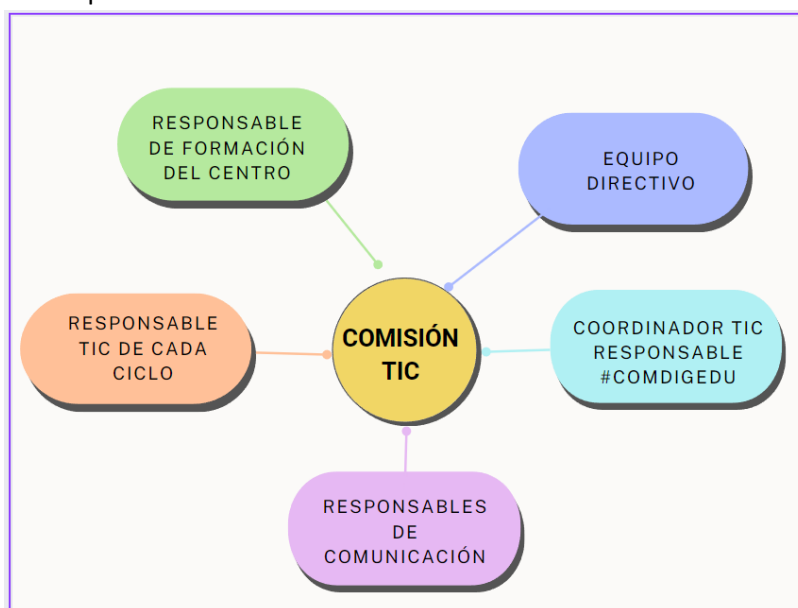 RESPONSABLE
DE FORMACIÓN
DEL CENTRO
EQUIPO
DIRECTIVO
RESPONSABLE
TIC DE CADA
CICLO
COMISIÓN
TIC
COORDINADOR TIC
RESPONSABLE
#COMDIGEDU
RESPONSABLES
DE
COMUNICACIÓN